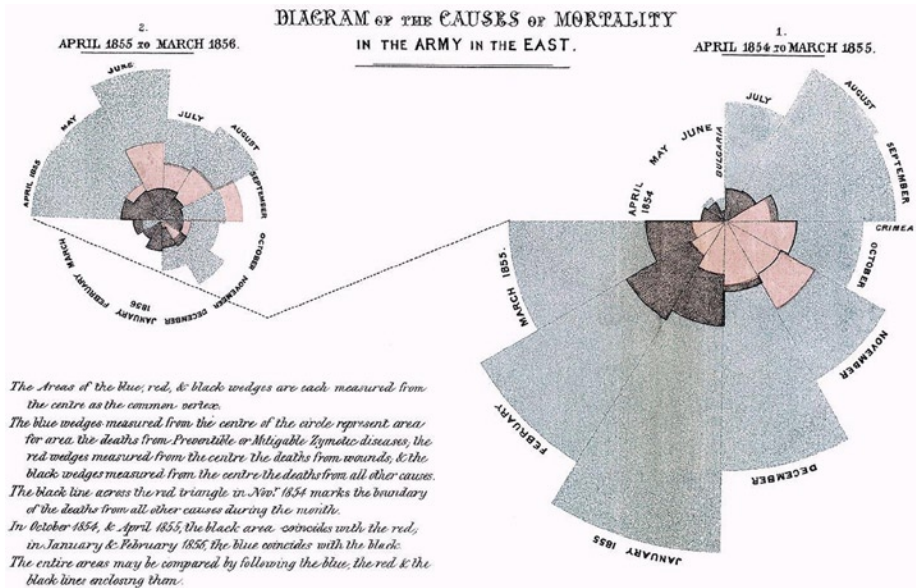 DIAGRAM OF THE CAUSES OF MORTALITY
IN THE ARMY IN THE EAST.
2.
APRIL 1855 TO MARCH 1856.
1.
APRIL 1854 TO MARCH 1855.
APRIL 1855
MAY
JUNE
JULY
AUGUST
SEPTEMBER
OCTOBER
NOVEMBER
DECEMBER
JANUARY
1856
FEBRUARY
MARCH
APRIL
1854
MAY
JUNE
BULGARIA
JULY
AUGUST
SEPTEMBER
CRIMEA
OCTOBER
NOVEMBER
DECEMBER
JANUARY 1855
FEBRUARY
MARCH 1855.
The Areas of the blue, red, & black wedges are each measured from
the centre as the common vertex.
The blue wedges measured from the centre of the circle represent area
for area the deaths from Preventible or Mitigable Zymotic diseases; the
red wedges measured from the centre the deaths from wounds; & the
black wedges measured from the centre the deaths from all other causes.
The black line across the red triangle in Novr. 1854 marks the boundary
of the deaths from all other causes during the month.
In October 1854, & April 1855, the black area coincides with the red;
in January & February 1856, the blue coincides with the black.
The entire areas may be compared by following the blue, the red & the
black lines enclosing them.